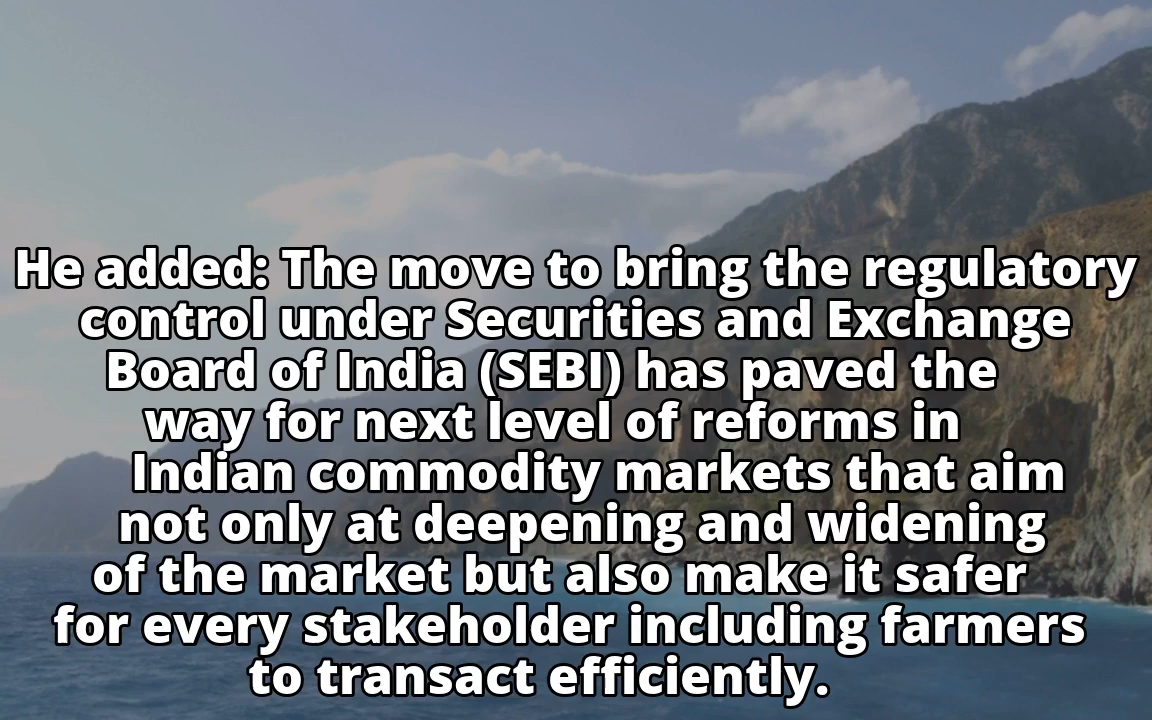 He added: The move to bring the regulatory
control under Securities and Exchange
Board of India (SEBI) has paved the
way for next level of reforms in
Indian commodity markets that aim
not only at deepening and widening
of the market but also make it safer
for every stakeholder including farmers
to transact efficiently.